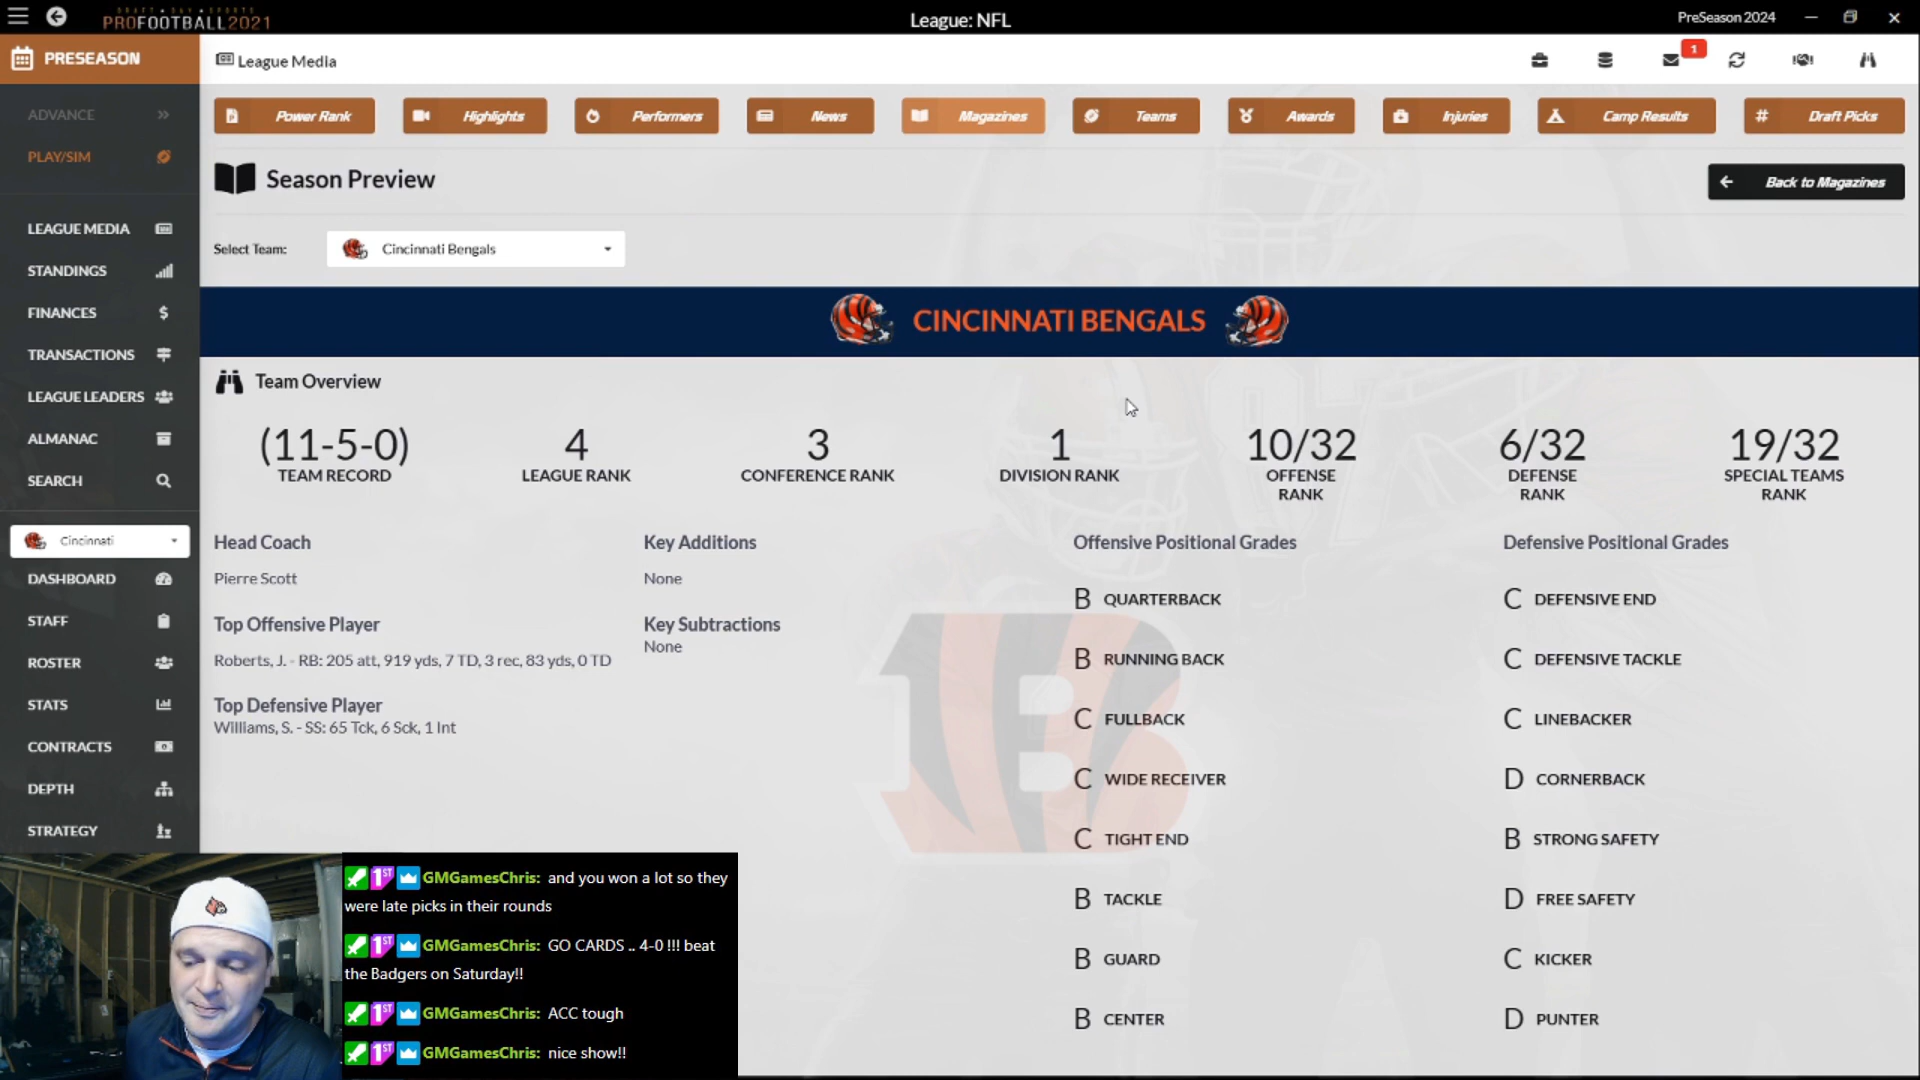 DRAFT DAY SPORTS
PROFOOTBALL2021
League: NFL
PreSeason 2024
PRESEASON
League Media
1
ADVANCE
PLAY/SIM
Power Rank
Highlights
Performers
News
Magazines
Teams
Awards
Injuries
Camp Results
# Draft Picks
Season Preview
Back to Magazines
LEAGUE MEDIA
STANDINGS
FINANCES
TRANSACTIONS
LEAGUE LEADERS
ALMANAC
SEARCH
Cincinnati
DASHBOARD
STAFF
ROSTER
STATS
CONTRACTS
DEPTH
STRATEGY
Select Team:
Cincinnati Bengals
CINCINNATI BENGALS
Team Overview
(11-5-0)
TEAM RECORD
4
LEAGUE RANK
3
CONFERENCE RANK
1
DIVISION RANK
10/32
OFFENSE
RANK
6/32
DEFENSE
RANK
19/32
SPECIAL TEAMS
RANK
Head Coach
Pierre Scott
Top Offensive Player
Roberts, J. - RB: 205 att, 919 yds, 7 TD, 3 rec, 83 yds, 0 TD
Top Defensive Player
Williams, S. - SS: 65 Tck, 6 Sck, 1 Int
Key Additions
None
Key Subtractions
None
Offensive Positional Grades
B QUARTERBACK
B RUNNING BACK
C FULLBACK
C WIDE RECEIVER
C TIGHT END
B TACKLE
B GUARD
B CENTER
Defensive Positional Grades
C DEFENSIVE END
C DEFENSIVE TACKLE
C LINEBACKER
D CORNERBACK
B STRONG SAFETY
D FREE SAFETY
C KICKER
D PUNTER
1ST GMGamesChris: and you won a lot so they
were late picks in their rounds
1ST GMGamesChris: GO CARDS .. 4-0 !!! beat
the Badgers on Saturday!!
1ST GMGamesChris: ACC tough
1ST GMGamesChris: nice show!!